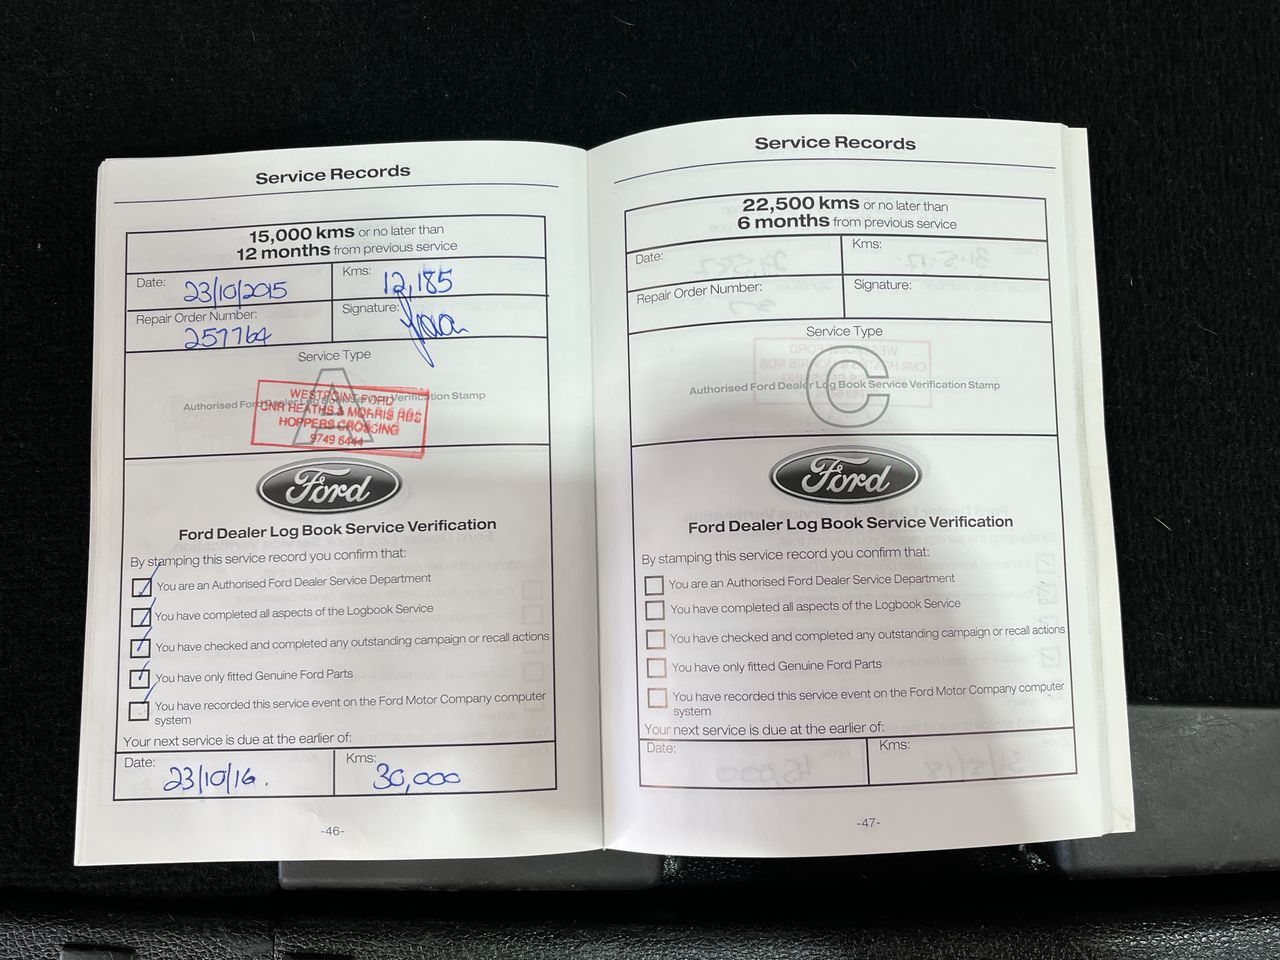 Service Records
15,000 kms or no later than
12 months from previous service
Date: 23/10/2015
Kms: 12,185
Repair Order Number: 257764
Signature:
Service Type
A
Authorised Ford Dealer Log Book Service Verification Stamp
WESTPOINT FORD
CNR HEATHS & MORRIS RDS
HOPPERS CROSSING
9749 6444
Ford
Ford Dealer Log Book Service Verification
By stamping this service record you confirm that:
You are an Authorised Ford Dealer Service Department
You have completed all aspects of the Logbook Service
You have checked and completed any outstanding campaign or recall actions
You have only fitted Genuine Ford Parts
You have recorded this service event on the Ford Motor Company computer
system
Your next service is due at the earlier of:
Date: 23/10/16.
Kms: 30,000
-46-
Service Records
22,500 kms or no later than
6 months from previous service
Date:
Kms:
Repair Order Number:
Signature:
Service Type
C
Authorised Ford Dealer Log Book Service Verification Stamp
Ford
Ford Dealer Log Book Service Verification
By stamping this service record you confirm that:
You are an Authorised Ford Dealer Service Department
You have completed all aspects of the Logbook Service
You have checked and completed any outstanding campaign or recall actions
You have only fitted Genuine Ford Parts
You have recorded this service event on the Ford Motor Company computer
system
Your next service is due at the earlier of:
Date:
Kms:
-47-